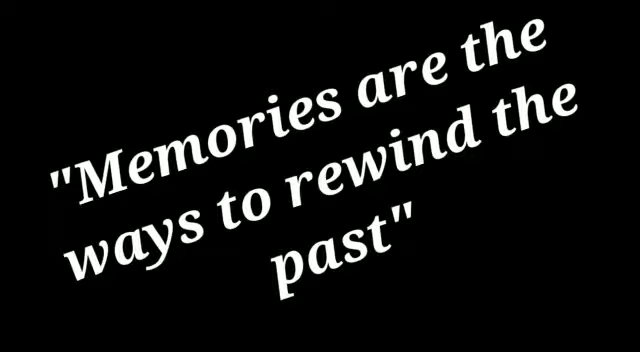 "Memories are the
ways to rewind the
past"